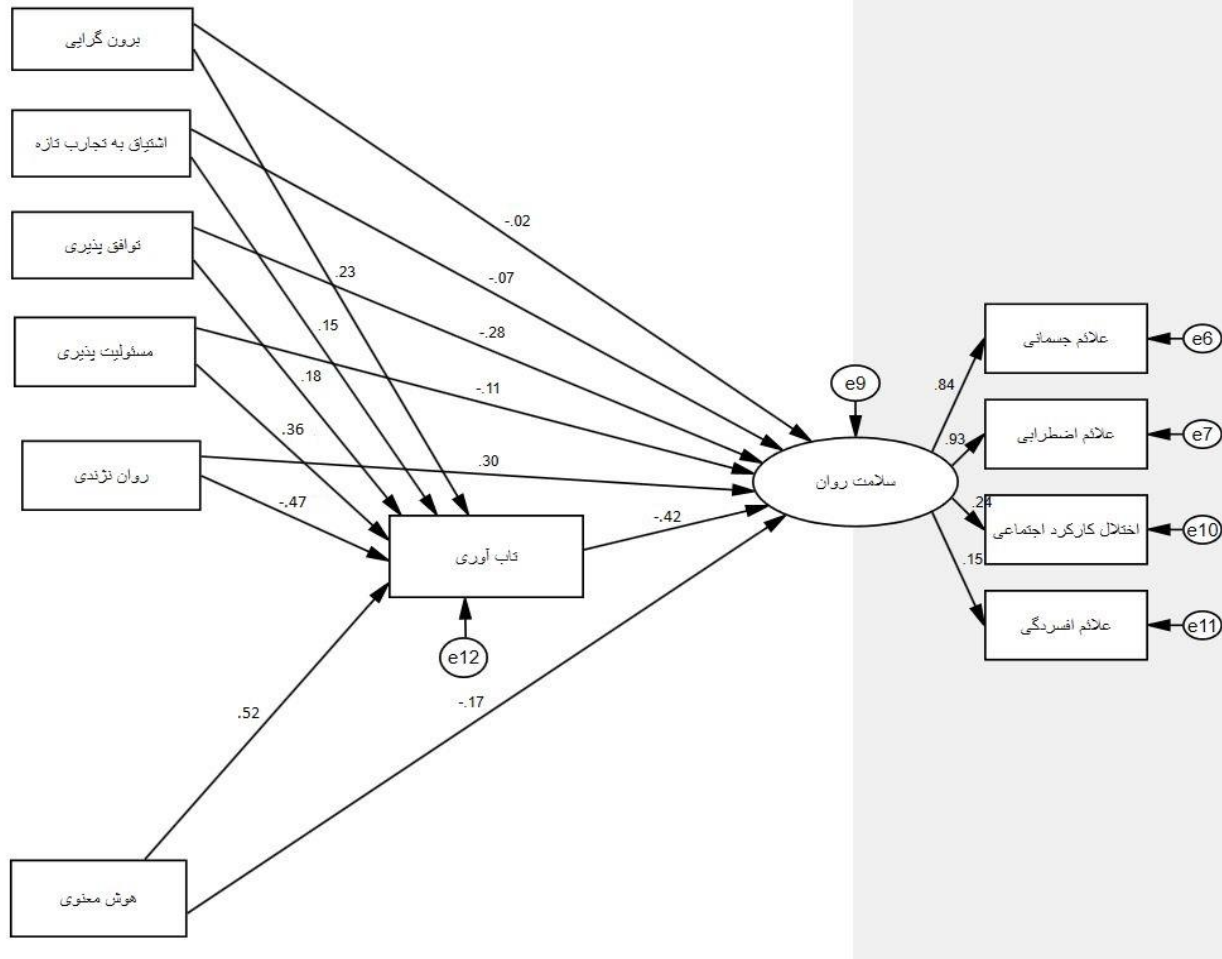 برون گرایی
اشتیاق به تجارب تازه
توافق پذیری
مسئولیت پذیری
روان نژندی
هوش معنوی
تاب آوری
سلامت روان
علائم جسمانی
علائم اضطرابی
اختلال کارکرد اجتماعی
علائم افسردگی
-.02
-.07
.23
-.28
.15
-.11
.18
.36
.30
-.47
-.42
.52
-.17
.84
.93
.24
.15
e9
e6
e7
e10
e11
e12